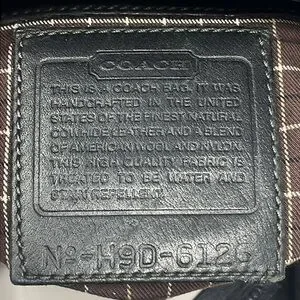 COACH
THIS IS A COACH BAG. IT WAS
HANDCRAFTED IN THE UNITED
STATES OF THE FINEST NATURAL
COWHIDE LEATHER AND A BLEND
OF AMERICAN WOOL AND NYLON.
THIS HIGH QUALITY FABRIC IS
TREATED TO BE WATER AND
STAIN REPELLENT.
Nº-H9D-6126